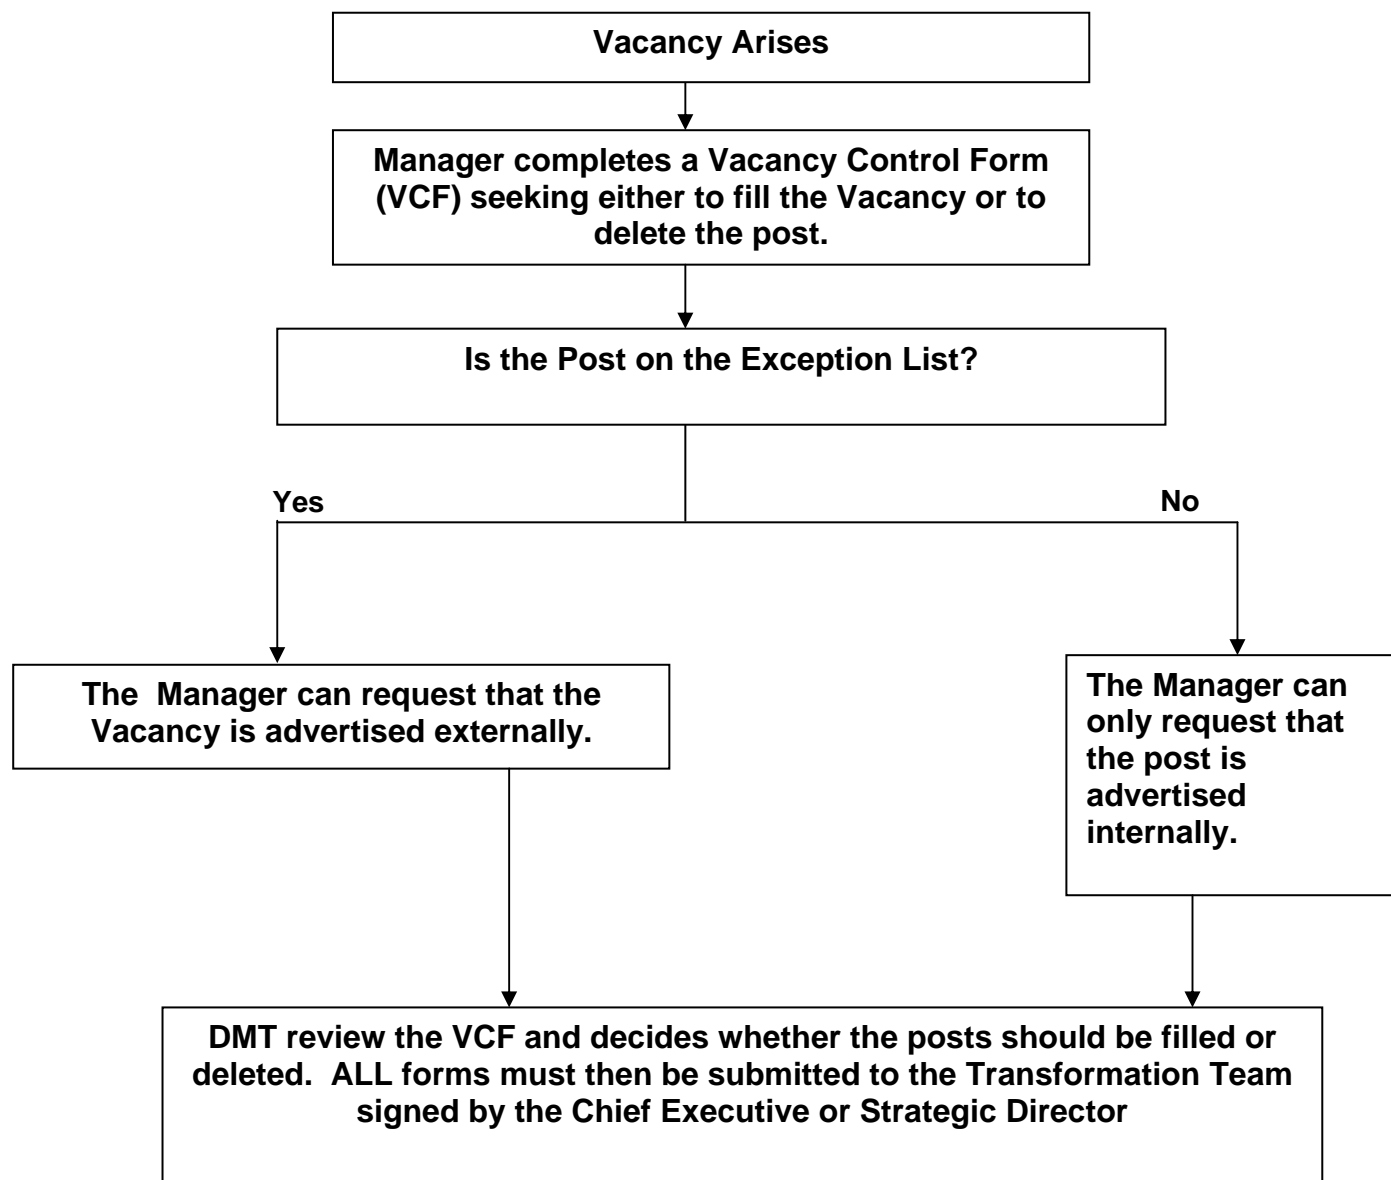 Vacancy Arises
Manager completes a Vacancy Control Form
(VCF) seeking either to fill the Vacancy or to
delete the post.
Is the Post on the Exception List?
Yes
No
The  Manager can request that the
Vacancy is advertised externally.
The Manager can
only request that
the post is
advertised
internally.
DMT review the VCF and decides whether the posts should be filled or
deleted.  ALL forms must then be submitted to the Transformation Team
signed by the Chief Executive or Strategic Director